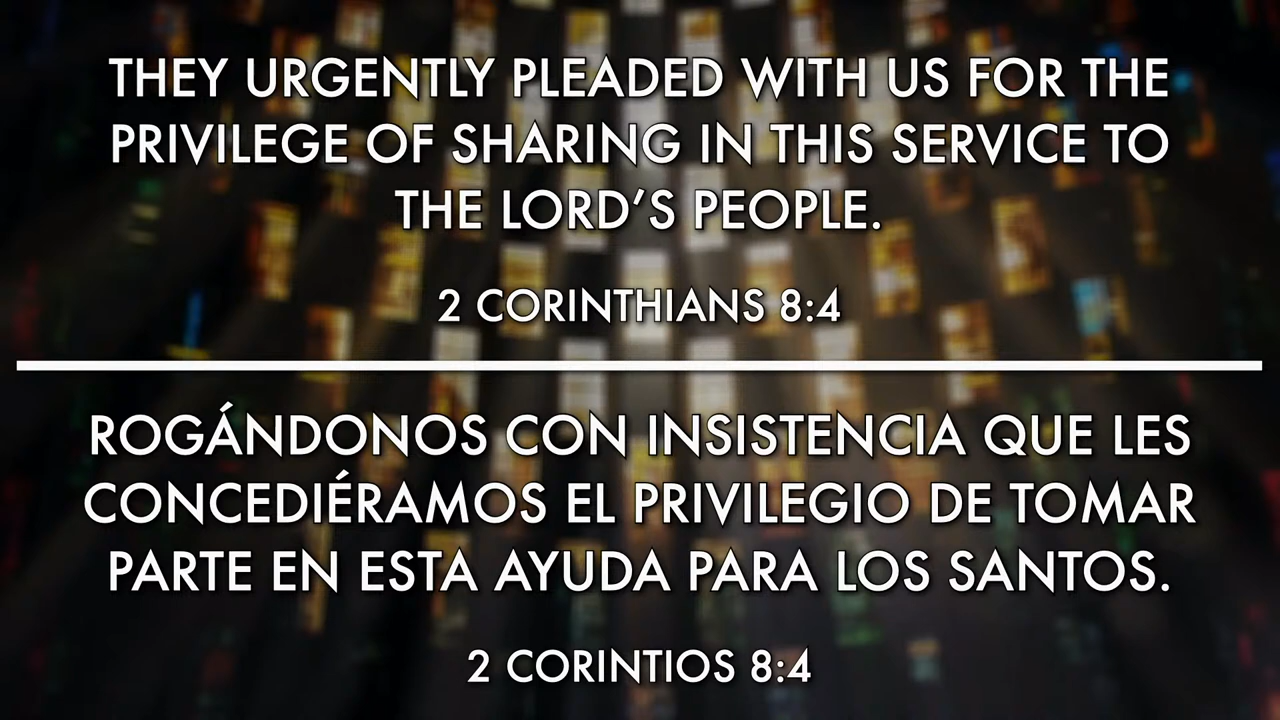 THEY URGENTLY PLEADED WITH US FOR THE
PRIVILEGE OF SHARING IN THIS SERVICE TO
THE LORD’S PEOPLE.
2 CORINTHIANS 8:4
ROGÁNDONOS CON INSISTENCIA QUE LES
CONCEDIÉRAMOS EL PRIVILEGIO DE TOMAR
PARTE EN ESTA AYUDA PARA LOS SANTOS.
2 CORINTIOS 8:4